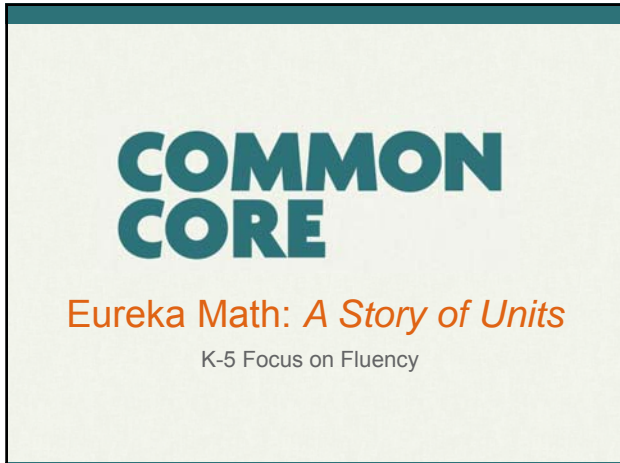 COMMON
CORE
Eureka Math: A Story of Units
K-5 Focus on Fluency